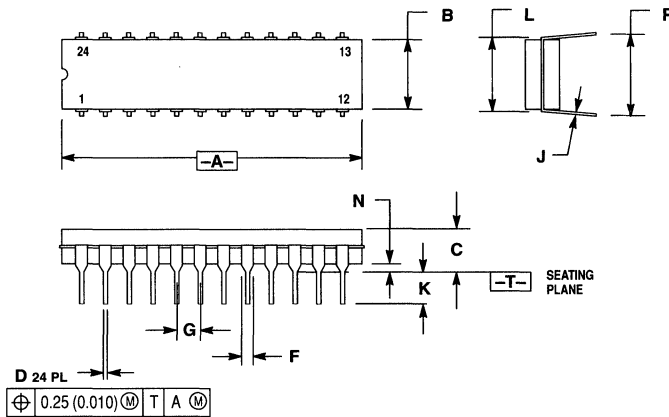 B
L
P
24
13
1
12
J
–A–
N
C
K
–T–
SEATING
PLANE
G
F
D 24 PL
⌖ 0.25 (0.010) Ⓜ T A Ⓜ